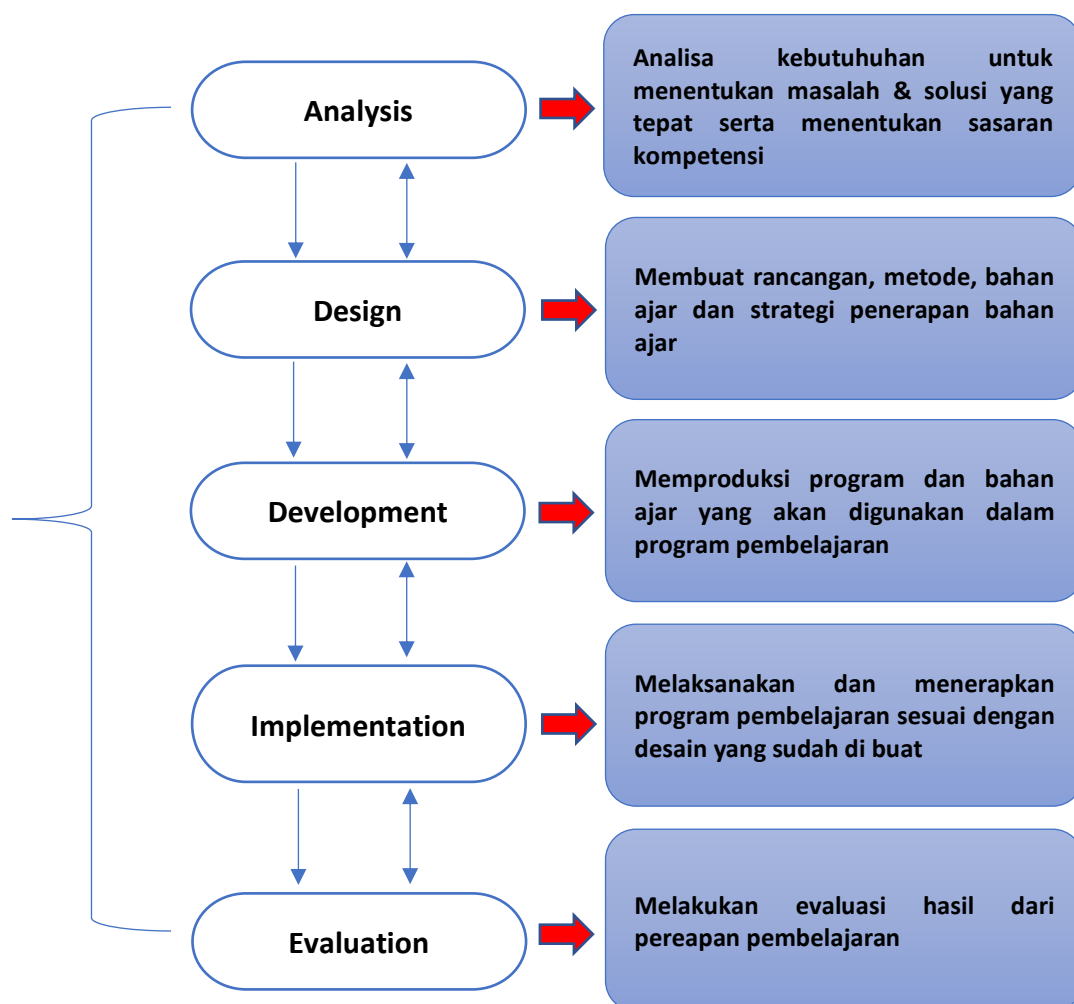 Analysis
Analisa kebutuhuhan untuk
menentukan masalah & solusi yang
tepat serta menentukan sasaran
kompetensi
Design
Membuat rancangan, metode, bahan
ajar dan strategi penerapan bahan
ajar
Development
Memproduksi program dan bahan
ajar yang akan digunakan dalam
program pembelajaran
Implementation
Melaksanakan dan menerapkan
program pembelajaran sesuai dengan
desain yang sudah di buat
Evaluation
Melakukan evaluasi hasil dari
pereapan pembelajaran